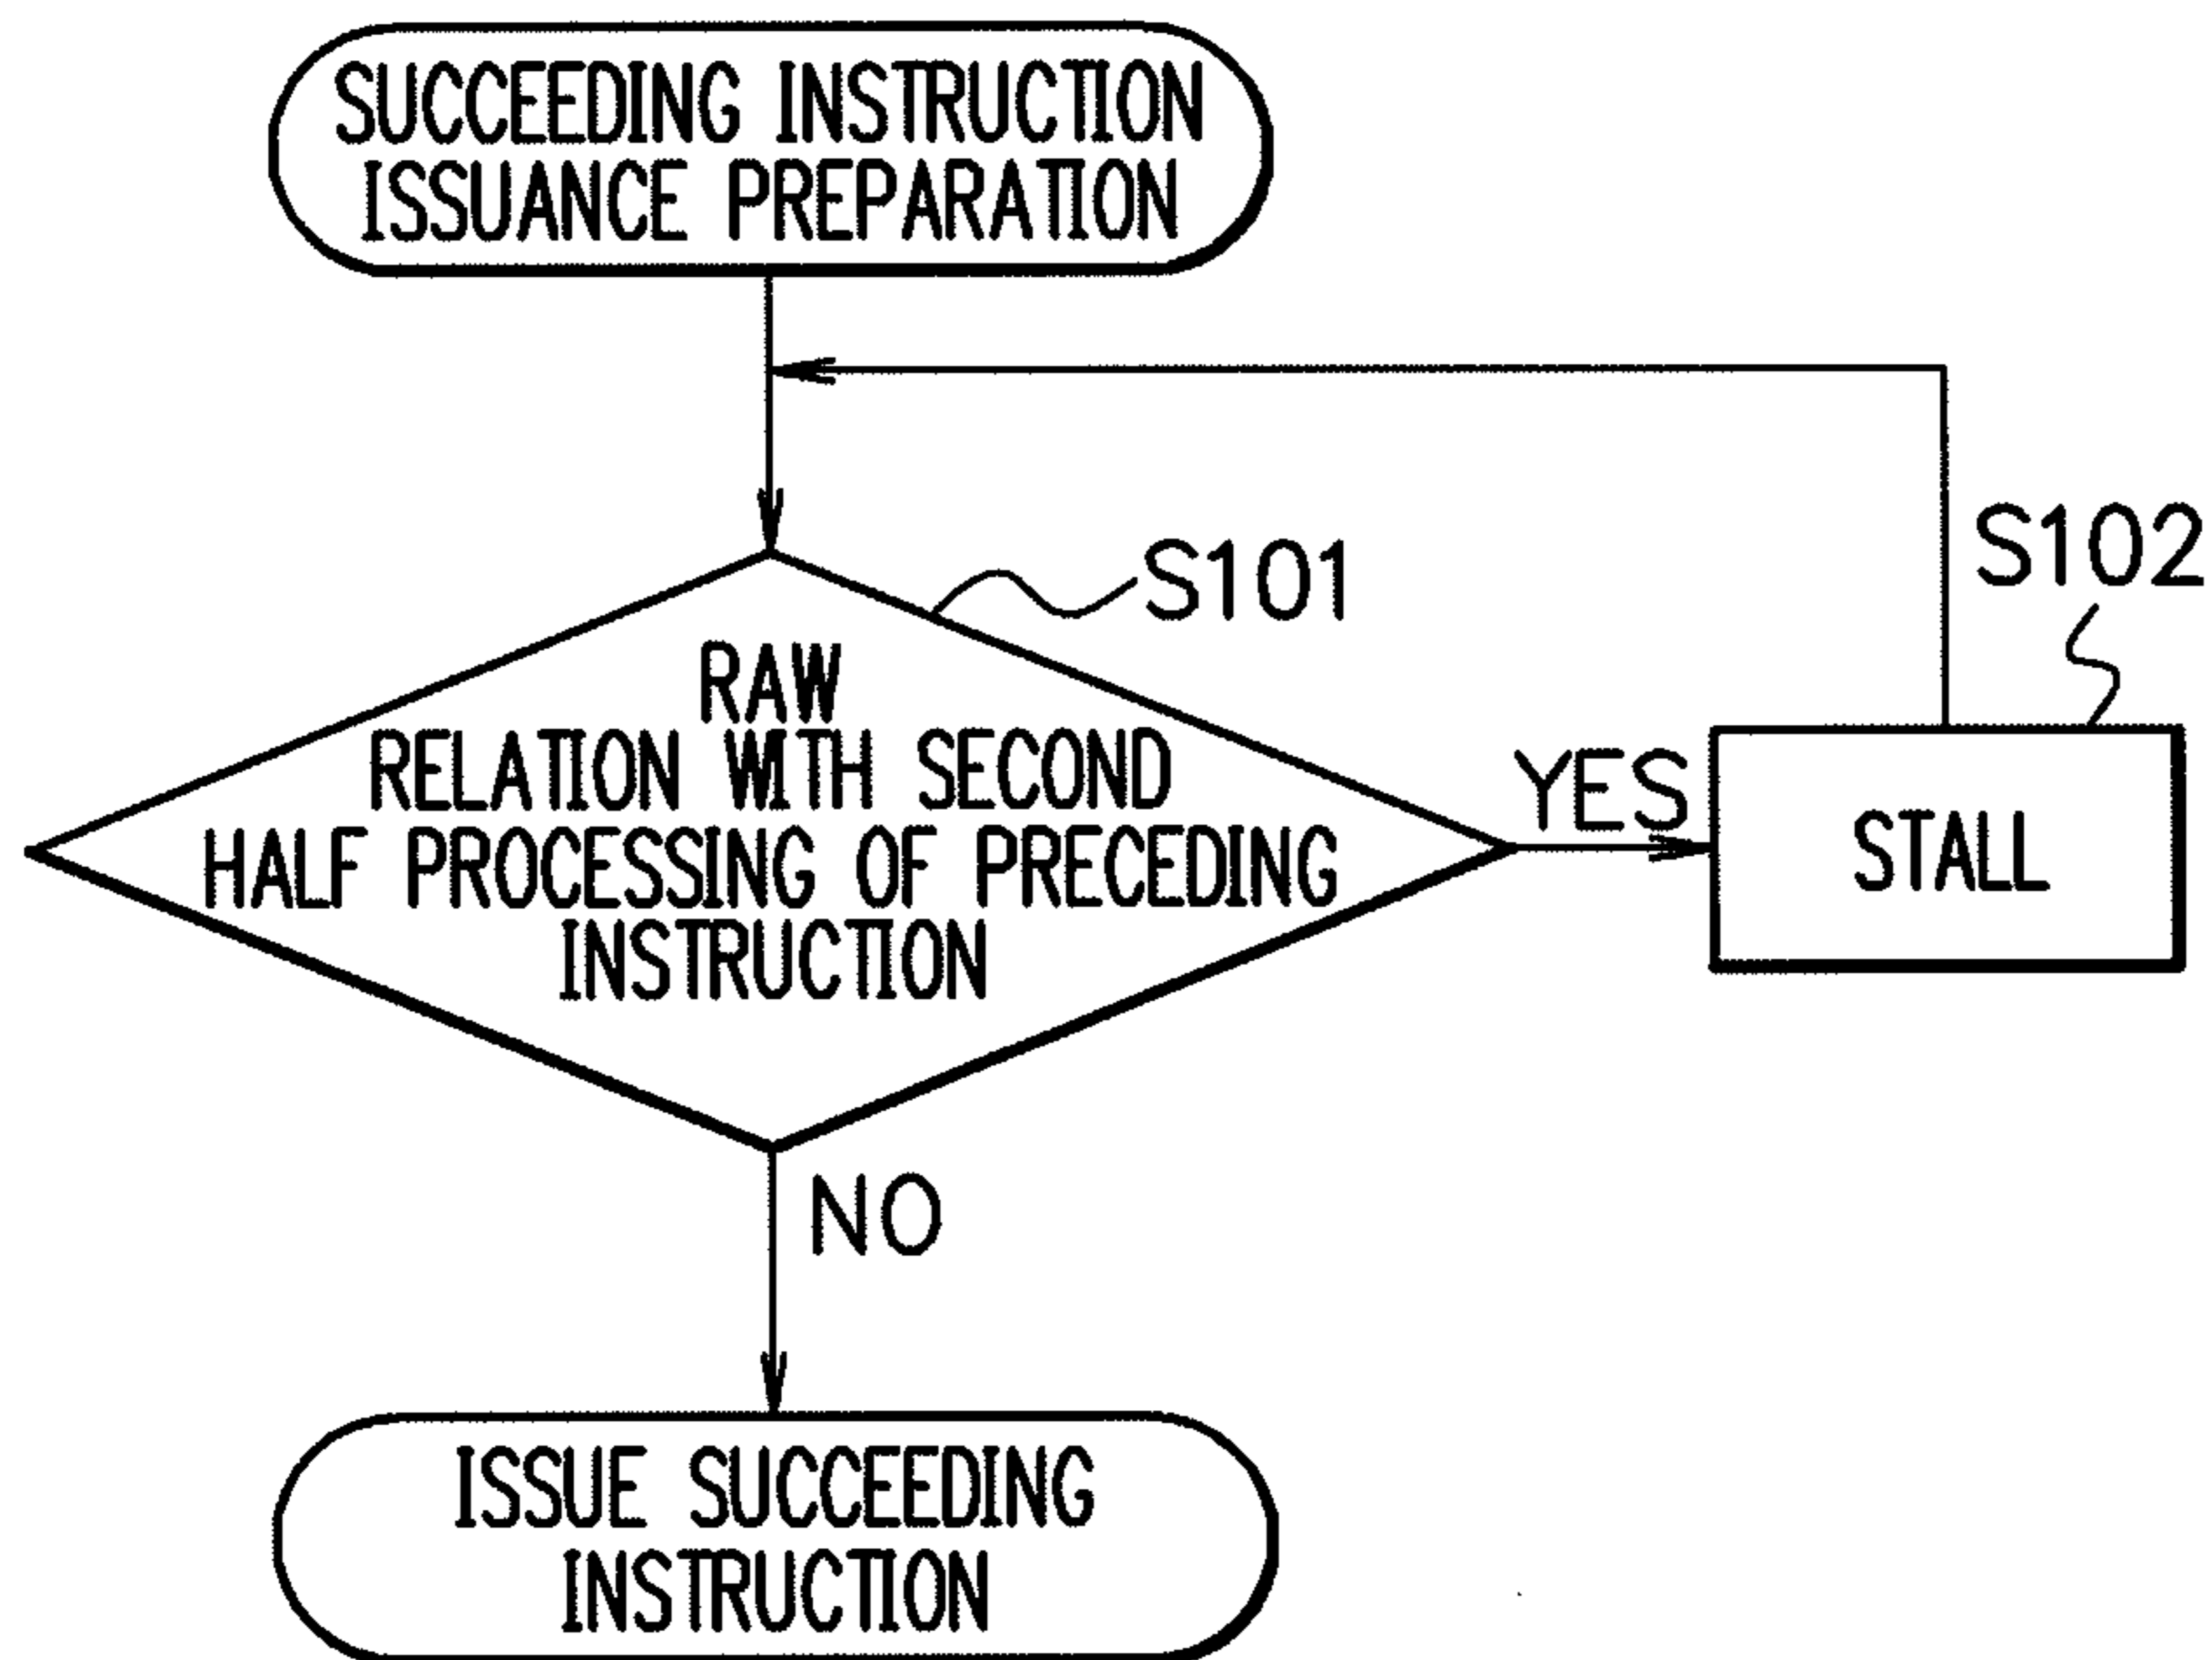 SUCCEEDING INSTRUCTION
ISSUANCE PREPARATION
S101
S102
RAW
RELATION WITH SECOND
HALF PROCESSING OF PRECEDING
INSTRUCTION
YES
STALL
NO
ISSUE SUCCEEDING
INSTRUCTION